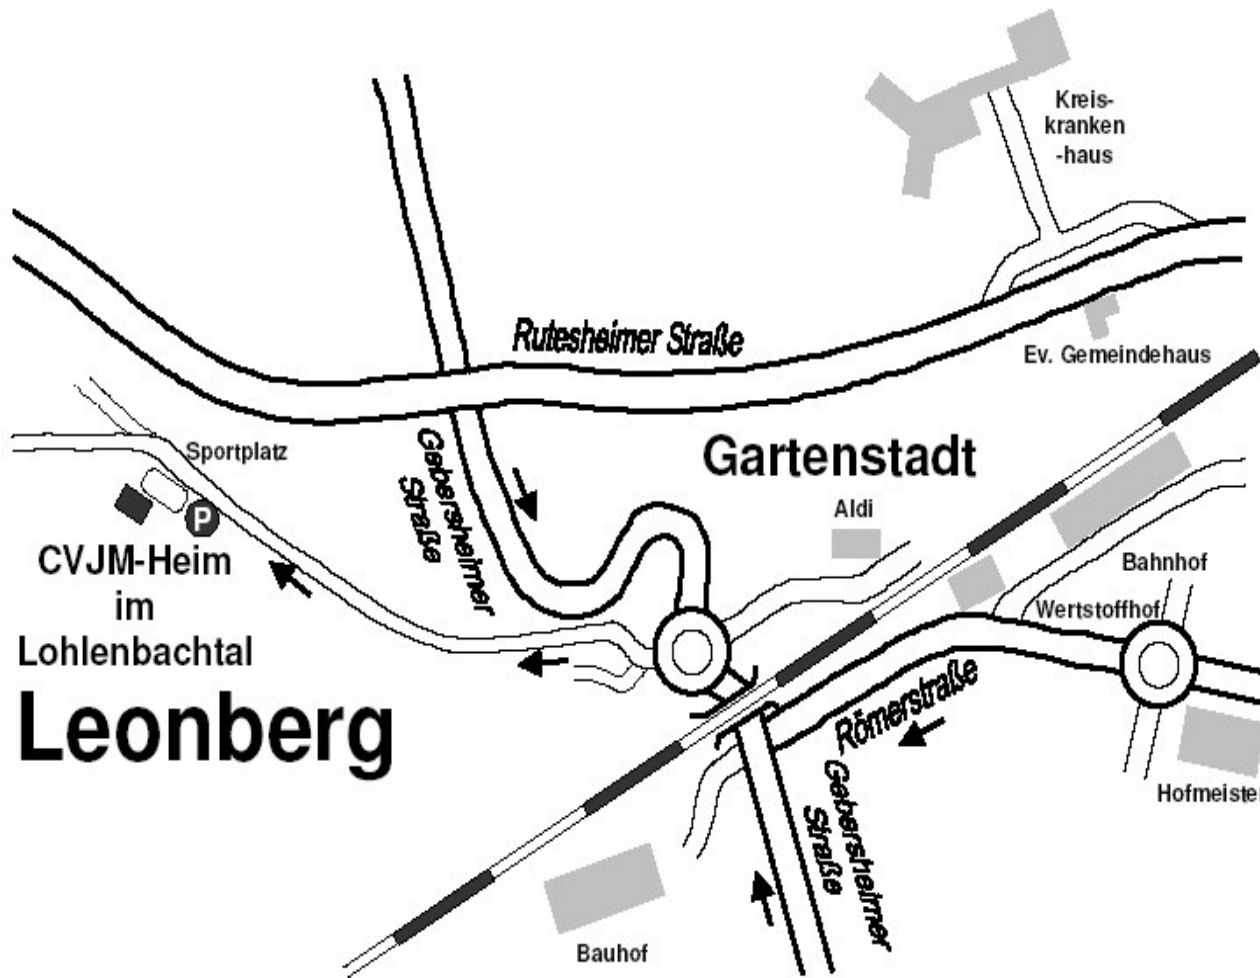 Kreis-
kranken
-haus
Rutesheimer Straße
Ev. Gemeindehaus
Sportplatz
Gebersheimer
Straße
Gartenstadt
Aldi
P
CVJM-Heim
im
Lohlenbachtal
Bahnhof
Wertstoffhof
Leonberg
Römerstraße
Gebersheimer
Straße
Hofmeister
Bauhof